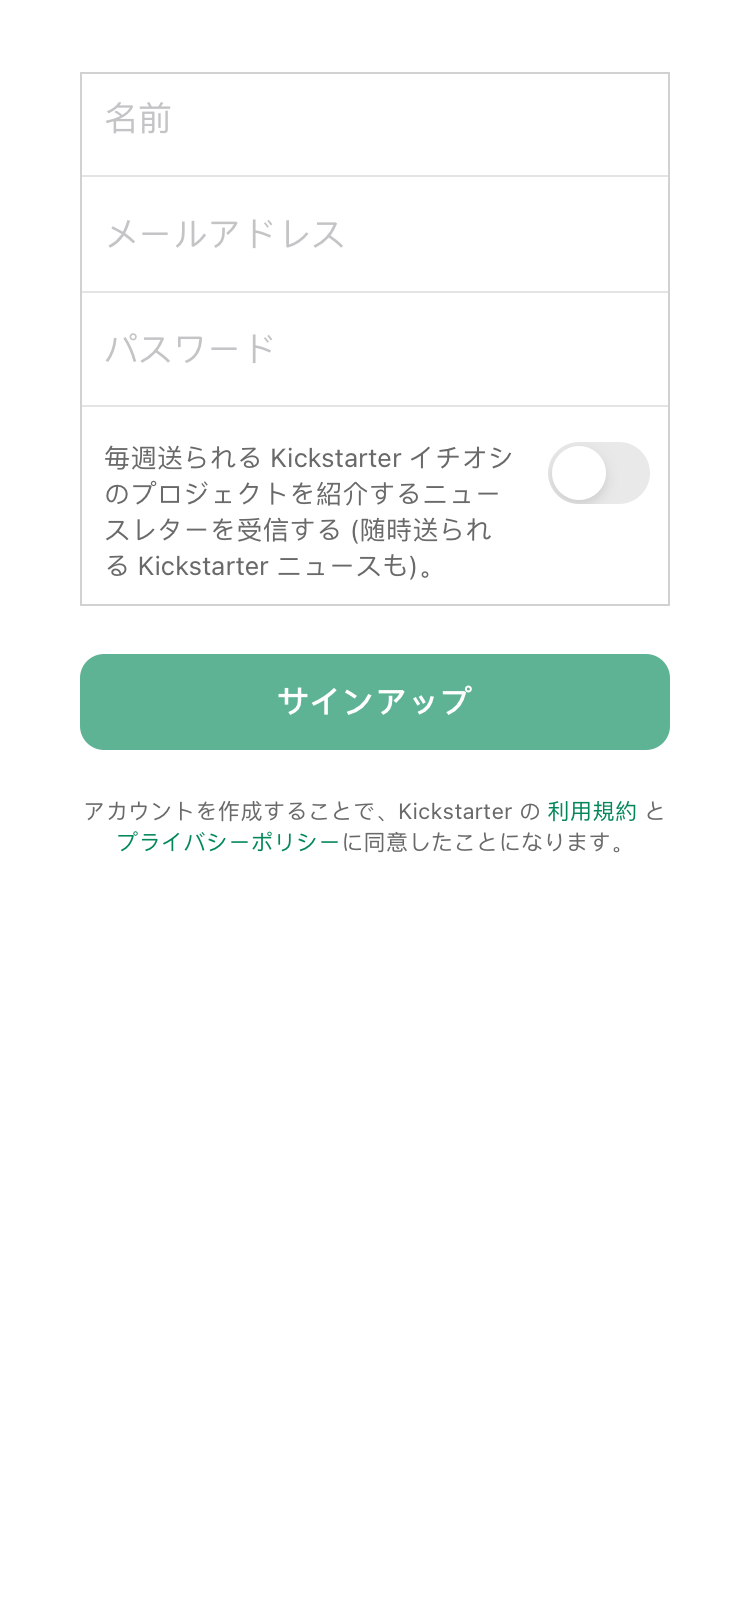 名前
メールアドレス
パスワード
毎週送られる Kickstarter イチオシ
のプロジェクトを紹介するニュー
スレターを受信する (随時送られ
る Kickstarter ニュースも)。
サインアップ
アカウントを作成することで、Kickstarter の 利用規約 と
プライバシーポリシーに同意したことになります。